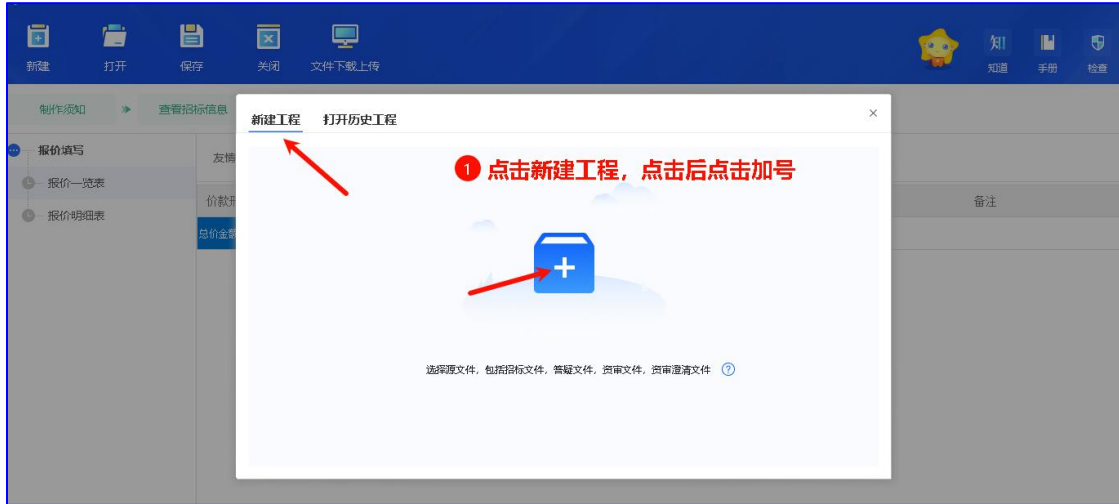 新建
打开
保存
关闭
文件下载上传
知道
手册
检查
制作须知
查看招标信息
新建工程
打开历史工程
报价填写
报价一览表
报价明细表
友情
价款形
备注
总价金额
1 点击新建工程，点击后点击加号
选择源文件，包括招标文件，答疑文件，资审文件，资审澄清文件